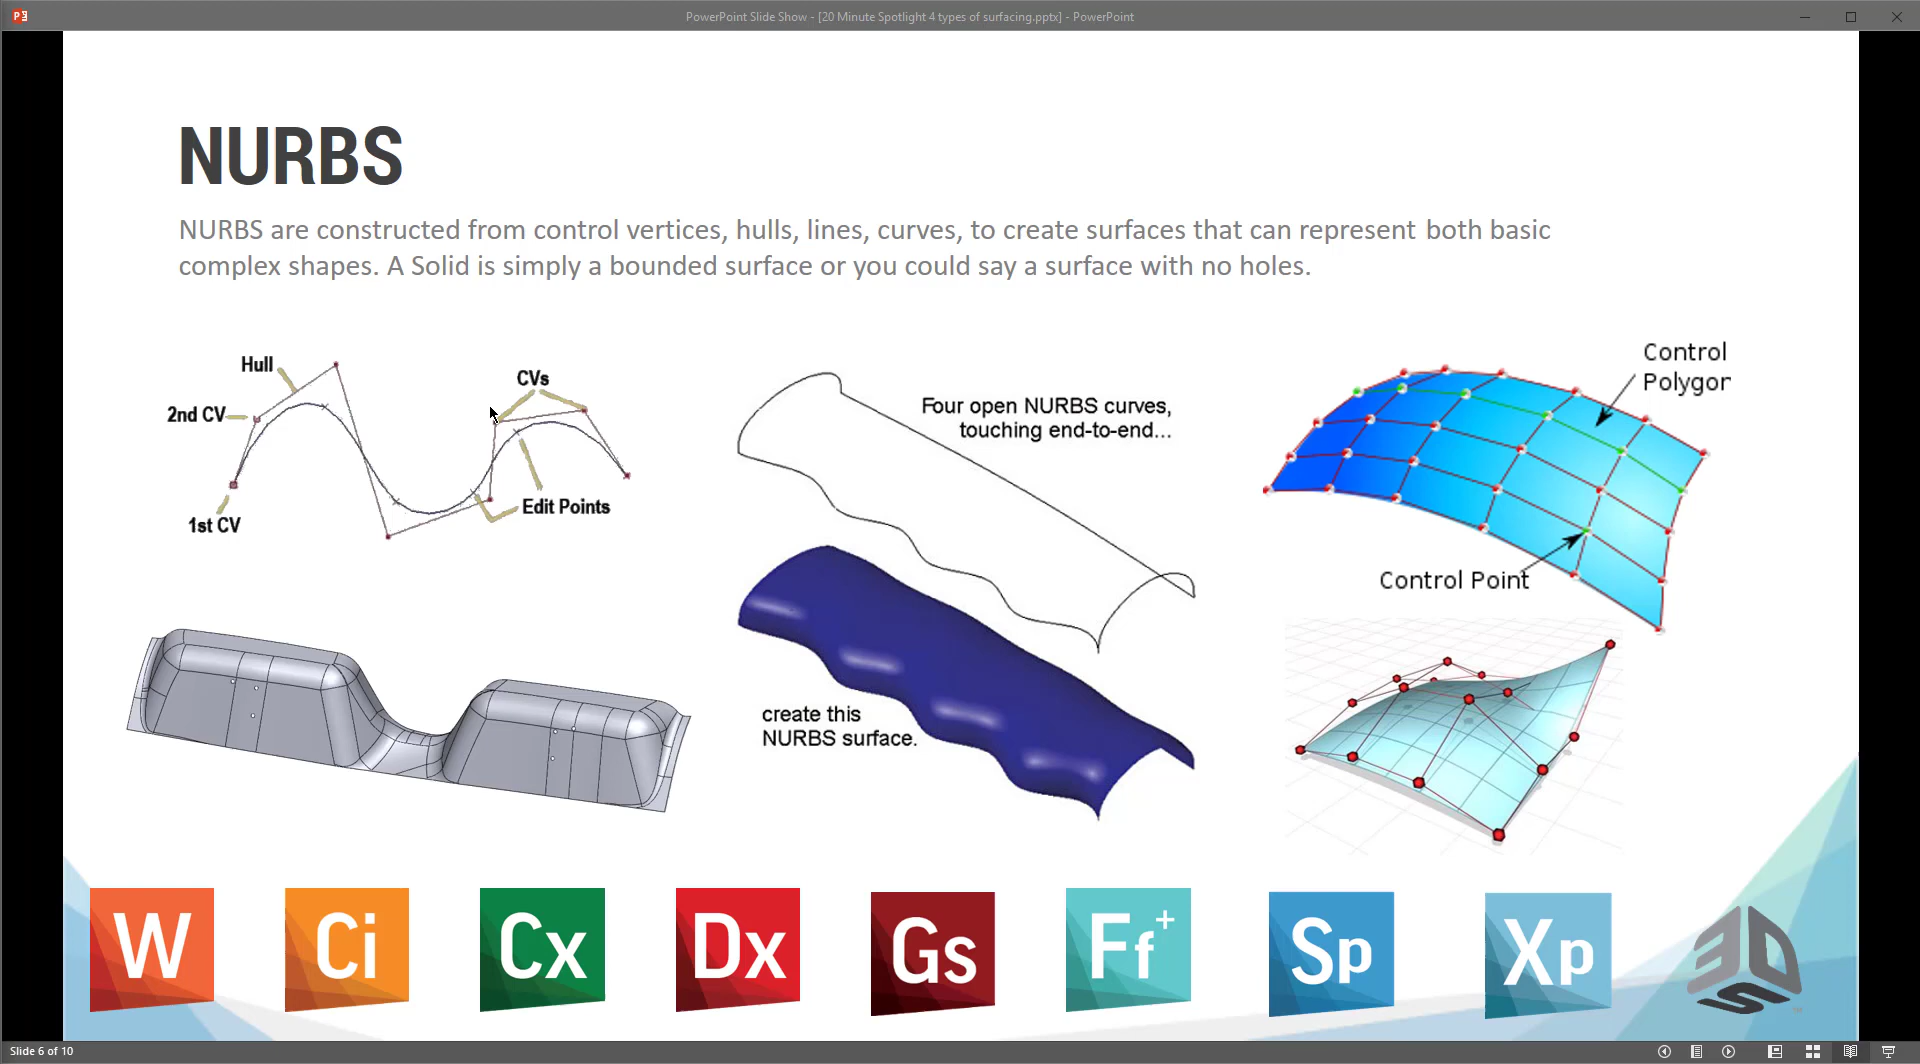 PowerPoint Slide Show - [20 Minute Spotlight 4 types of surfacing.pptx] - PowerPoint
NURBS
NURBS are constructed from control vertices, hulls, lines, curves, to create surfaces that can represent both basic
complex shapes. A Solid is simply a bounded surface or you could say a surface with no holes.
Hull
2nd CV
1st CV
CVs
Edit Points
Four open NURBS curves,
touching end-to-end...
create this
NURBS surface.
Control
Polygor
Control Point
W
Ci
Cx
Dx
Gs
Ff+
Sp
Xp
3DS
Slide 6 of 10